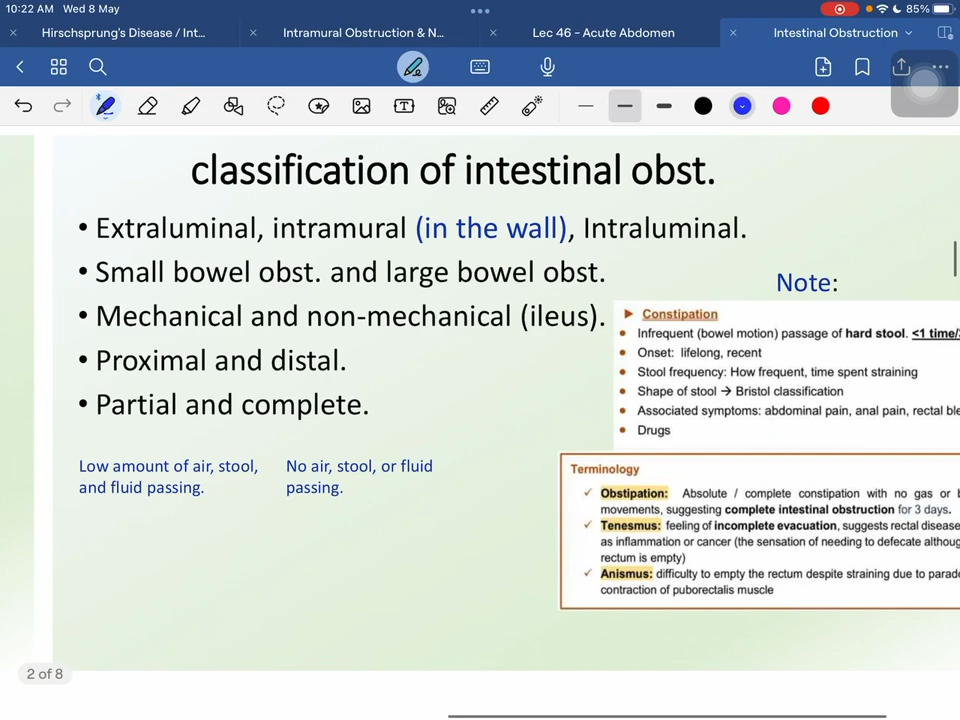 10:22 AM Wed 8 May
85%
Hirschsprung's Disease / Int...
Intramural Obstruction & N...
Lec 46 - Acute Abdomen
Intestinal Obstruction
classification of intestinal obst.
• Extraluminal, intramural (in the wall), Intraluminal.
• Small bowel obst. and large bowel obst.
• Mechanical and non-mechanical (ileus).
• Proximal and distal.
• Partial and complete.
Low amount of air, stool,
and fluid passing.
No air, stool, or fluid
passing.
Note:
Constipation
Infrequent (bowel motion) passage of hard stool. <1 time/
Onset: lifelong, recent
Stool frequency: How frequent, time spent straining
Shape of stool → Bristol classification
Associated symptoms: abdominal pain, anal pain, rectal ble
Drugs
Terminology
✓ Obstipation: Absolute / complete constipation with no gas or b
movements, suggesting complete intestinal obstruction for 3 days.
✓ Tenesmus: feeling of incomplete evacuation, suggests rectal disease
as inflammation or cancer (the sensation of needing to defecate althoug
rectum is empty)
✓ Anismus: difficulty to empty the rectum despite straining due to parado
contraction of puborectalis muscle
2 of 8